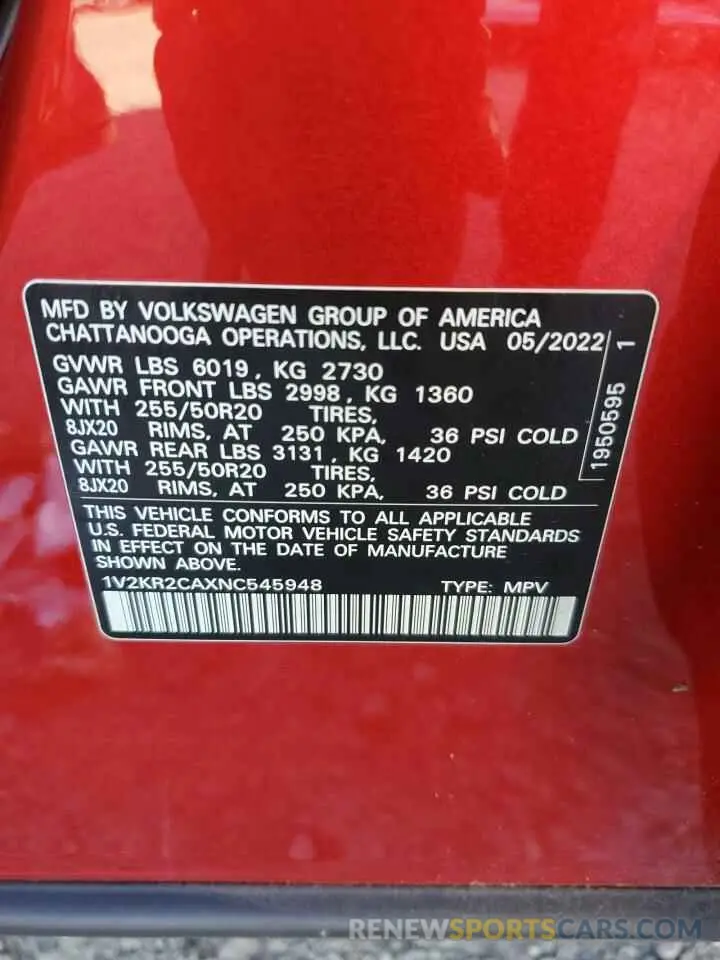 MFD BY VOLKSWAGEN GROUP OF AMERICA
CHATTANOOGA OPERATIONS, LLC. USA 05/2022
GVWR LBS 6019, KG 2730
GAWR FRONT LBS 2998, KG 1360
WITH 255/50R20 TIRES,
8JX20 RIMS, AT 250 KPA, 36 PSI COLD
GAWR REAR LBS 3131, KG 1420
WITH 255/50R20 TIRES,
8JX20 RIMS, AT 250 KPA, 36 PSI COLD
1950595 1
THIS VEHICLE CONFORMS TO ALL APPLICABLE
U.S. FEDERAL MOTOR VEHICLE SAFETY STANDARDS
IN EFFECT ON THE DATE OF MANUFACTURE
SHOWN ABOVE.
1V2KR2CAXNC545948 TYPE: MPV
RENEWSPORTSCARS.COM